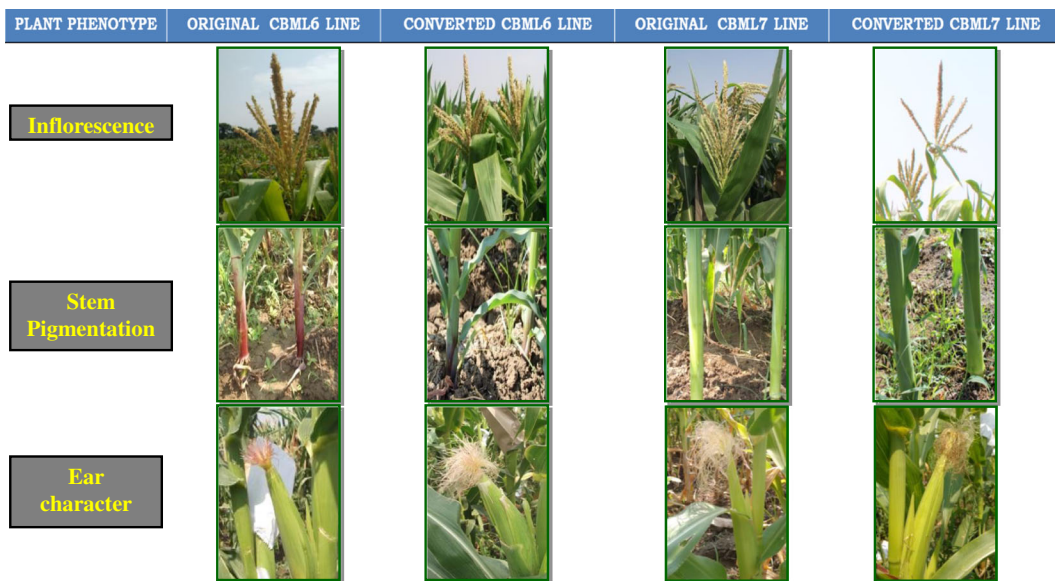 PLANT PHENOTYPE
ORIGINAL CBML6 LINE
CONVERTED CBML6 LINE
ORIGINAL CBML7 LINE
CONVERTED CBML7 LINE
Inflorescence
Stem
Pigmentation
Ear
character